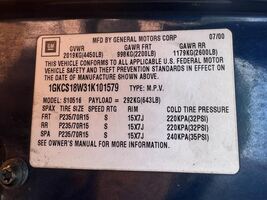 GM
MFD BY GENERAL MOTORS CORP 07/00
GVWR GAWR FRT GAWR RR
2019KG(4450LB) 998KG(2200LB) 1179KG(2600LB)
THIS VEHICLE CONFORMS TO ALL APPLICABLE
U.S. FEDERAL MOTOR VEHICLE SAFETY
STANDARDS IN EFFECT ON THE DATE OF
MANUFACTURE SHOWN ABOVE.
1GKCS18W31K101579
TYPE: M.P.V.
MODEL: S10516 PAYLOAD = 292KG(643LB)
SPAX TIRE SIZE SPEED RTG RIM COLD TIRE PRESSURE
FRT P235/70R15 S 15X7J 220KPA(32PSI)
RR P235/70R15 S 15X7J 220KPA(32PSI)
SPA P235/70R15 S 15X7J 240KPA(35PSI)
SEE OWNER'S MANUAL FOR MORE INFORMATION